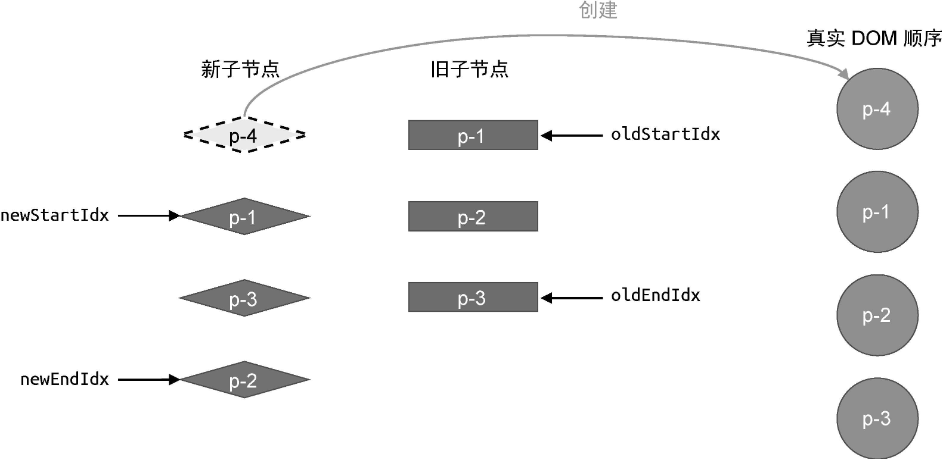 创建
真实 DOM 顺序
新子节点
旧子节点
p-4
p-4
p-1
oldStartIdx
newStartIdx
p-1
p-2
p-1
p-3
p-3
oldEndIdx
p-2
newEndIdx
p-2
p-3